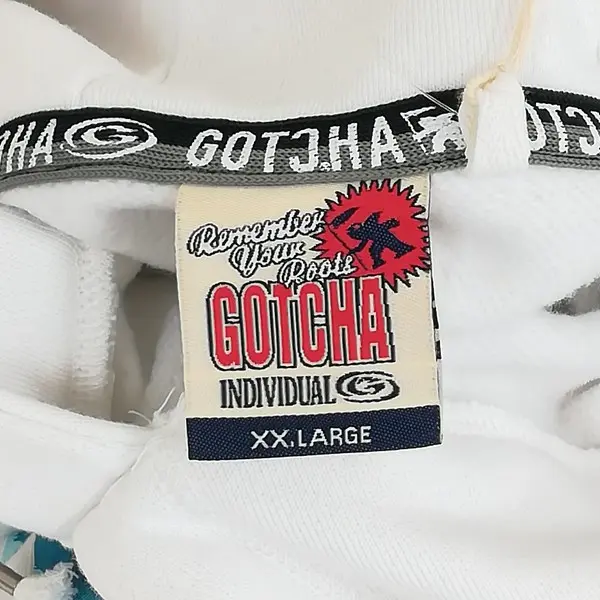 GOTCHA GOTCHA GOTCHA
Remember
Your
Roots
GOTCHA
INDIVIDUAL G
XX.LARGE